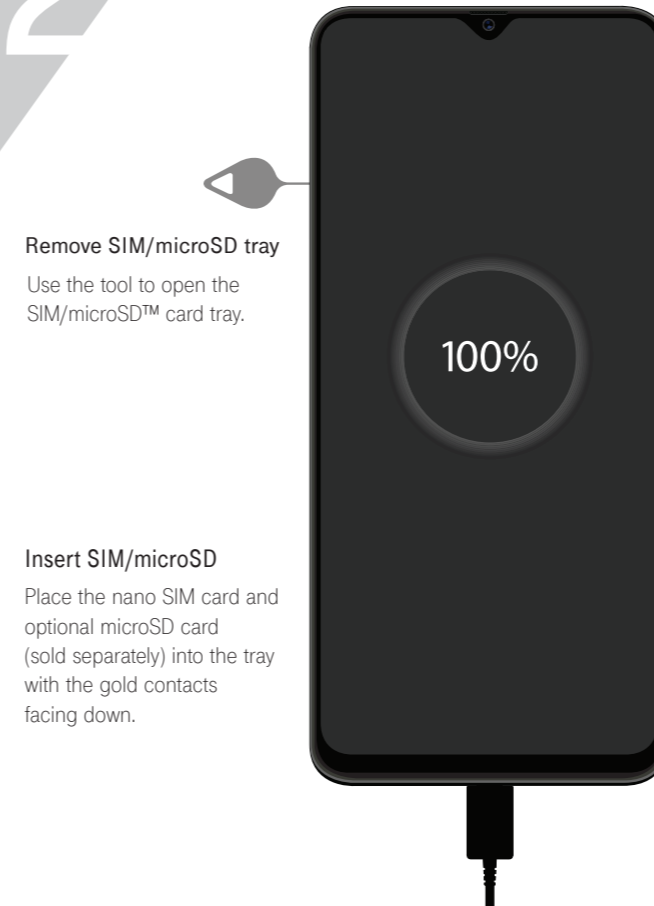 Remove SIM/microSD tray
Use the tool to open the
SIM/microSD™ card tray.
100%
Insert SIM/microSD
Place the nano SIM card and
optional microSD card
(sold separately) into the tray
with the gold contacts
facing down.